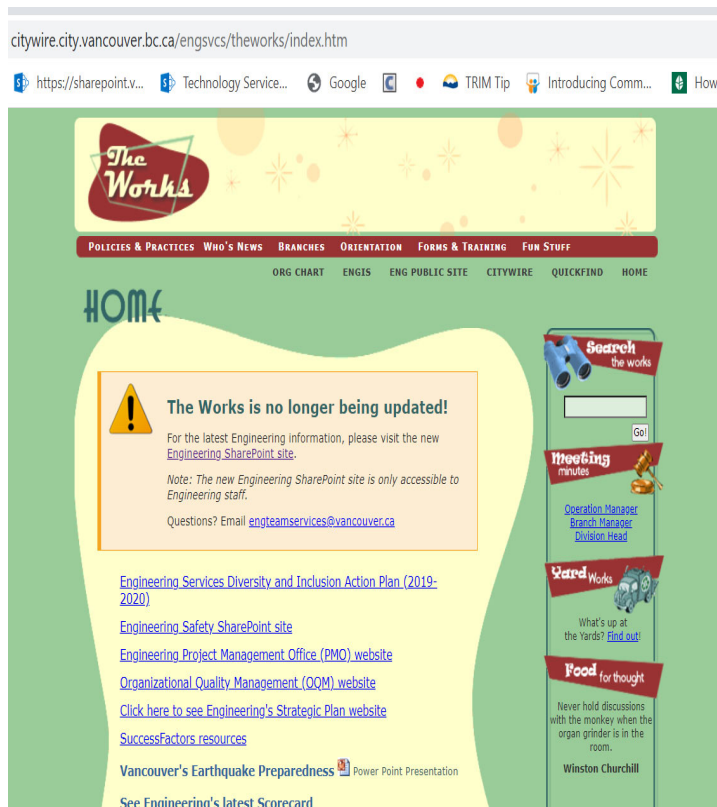 citywire.city.vancouver.bc.ca/engsvcs/theworks/index.htm
https://sharepoint.v... Technology Service... Google TRIM Tip Introducing Comm... How
The
Works
POLICIES & PRACTICES WHO'S NEWS BRANCHES ORIENTATION FORMS & TRAINING FUN STUFF
ORG CHART ENGIS ENG PUBLIC SITE CITYWIRE QUICKFIND HOME
HOME
The Works is no longer being updated!
For the latest Engineering information, please visit the new
Engineering SharePoint site.
Note: The new Engineering SharePoint site is only accessible to
Engineering staff.
Questions? Email engteamservices@vancouver.ca
Engineering Services Diversity and Inclusion Action Plan (2019-
2020)
Engineering Safety SharePoint site
Engineering Project Management Office (PMO) website
Organizational Quality Management (OQM) website
Click here to see Engineering's Strategic Plan website
SuccessFactors resources
Vancouver's Earthquake Preparedness Power Point Presentation
See Engineering's latest Scorecard
Search
the works
Go!
Meeting
minutes
Operation Manager
Branch Manager
Division Head
Yard Works
What's up at
the Yards? Find out!
Food for thought
Never hold discussions
with the monkey when the
organ grinder is in the
room.
Winston Churchill